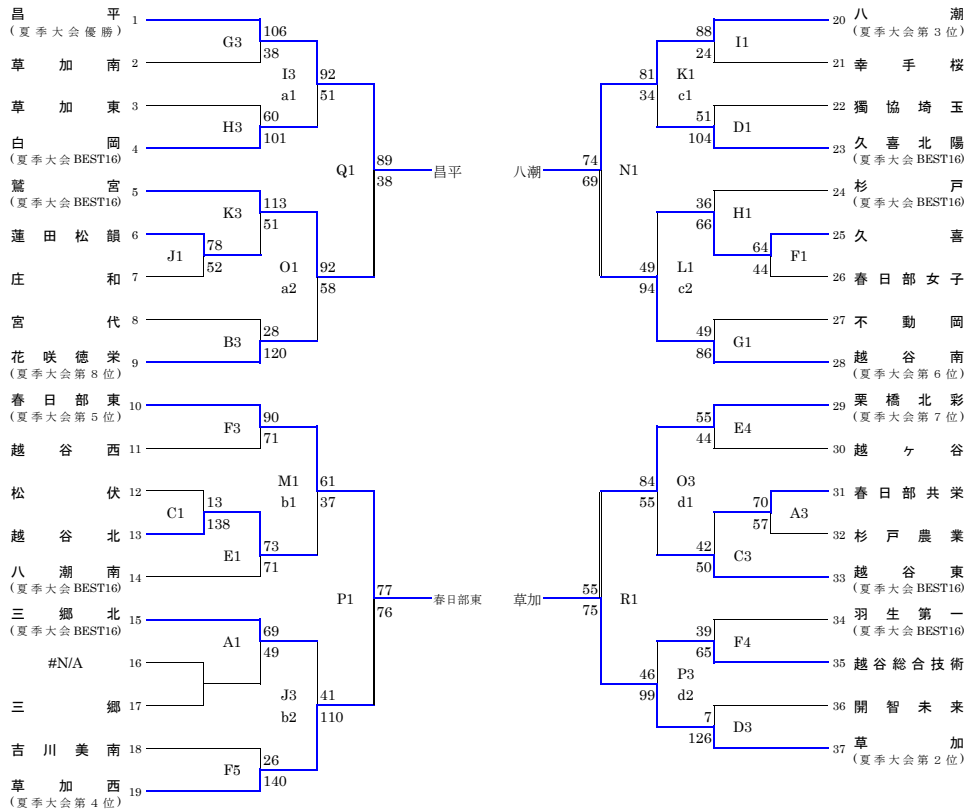 昌平 1
(夏季大会優勝)
草加南 2
G3 106 38
草加東 3
白岡 4
(夏季大会BEST16)
H3 60 101
I3 92 51
a1
鷲宮 5
(夏季大会BEST16)
蓮田松韻 6
庄和 7
J1 78 52
K3 113 51
宮代 8
花咲徳栄 9
(夏季大会第8位)
B3 28 120
O1 92 58
a2
Q1 89 38
昌平
春日部東 10
(夏季大会第5位)
越谷西 11
F3 90 71
松伏 12
越谷北 13
C1 13 138
八潮南 14
(夏季大会BEST16)
E1 73 71
M1 61 37
b1
三郷北 15
(夏季大会BEST16)
#N/A 16
三郷 17
A1 69 49
吉川美南 18
草加西 19
(夏季大会第4位)
F5 26 140
J3 41 110
b2
P1 77 76
春日部東
20 八潮
(夏季大会第3位)
21 幸手桜
88 24 I1
22 獨協埼玉
23 久喜北陽
(夏季大会BEST16)
51 104 D1
81 34 K1
c1
24 杉戸
(夏季大会BEST16)
25 久喜
26 春日部女子
64 44 F1
36 66 H1
27 不動岡
28 越谷南
(夏季大会第6位)
49 86 G1
49 94 L1
c2
74 69 N1
八潮
29 栗橋北彩
(夏季大会第7位)
30 越ヶ谷
55 44 E4
31 春日部共栄
32 杉戸農業
70 57 A3
33 越谷東
(夏季大会BEST16)
42 50 C3
84 55 O3
d1
34 羽生第一
(夏季大会BEST16)
35 越谷総合技術
39 65 F4
36 開智未来
37 草加
(夏季大会第2位)
7 126 D3
46 99 P3
d2
55 75 R1
草加